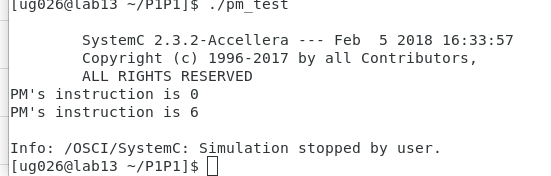 [ug026@lab13 ~/P1P1]$ ./pm_test
SystemC 2.3.2-Accellera --- Feb  5 2018 16:33:57
Copyright (c) 1996-2017 by all Contributors,
ALL RIGHTS RESERVED
PM's instruction is 0
PM's instruction is 6
Info: /OSCI/SystemC: Simulation stopped by user.
[ug026@lab13 ~/P1P1]$